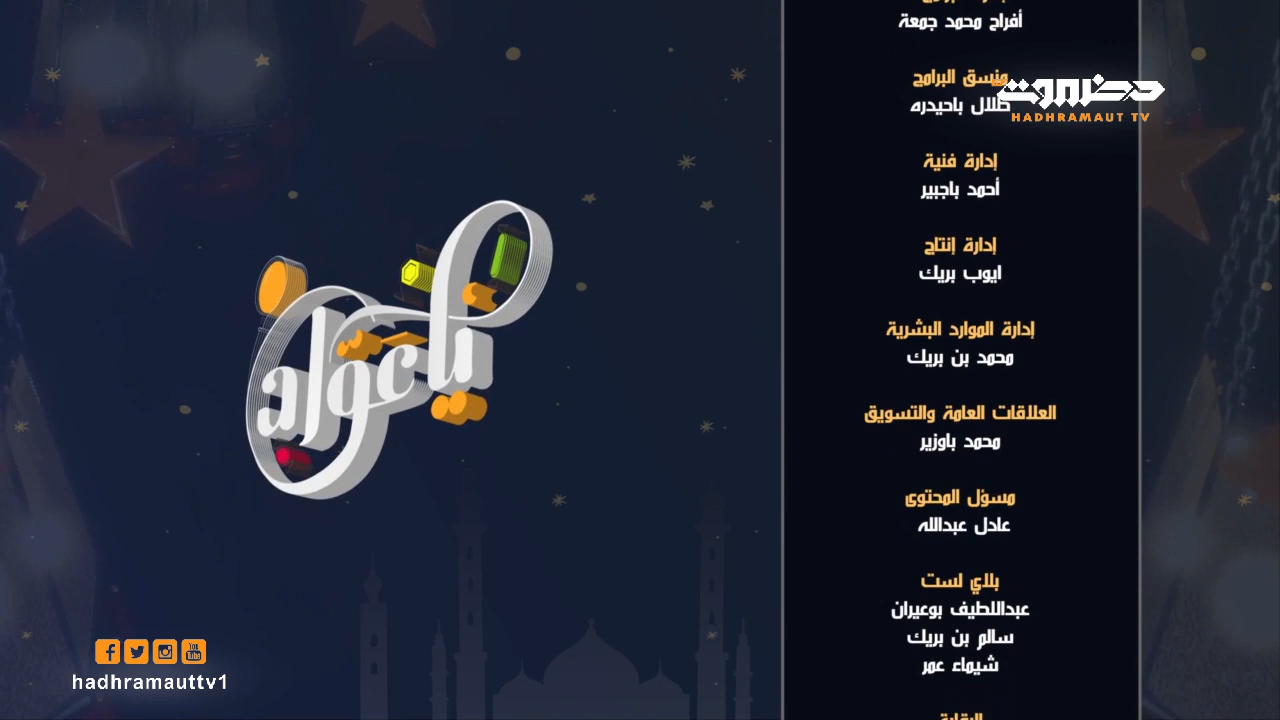 أفراح محمد جمعة
منسق البرامج
طلال باحيدره
إدارة فنية
أحمد باجبير
إدارة إنتاج
ايوب بريك
إدارة الموارد البشرية
محمد بن بريك
العلاقات العامة والتسويق
محمد باوزير
مسؤل المحتوى
عادل عبدالله
بلاي لست
عبداللطيف بوعيران
سالم بن بريك
شيماء عمر
حضرموت
HADHRAMAUT TV
يا عواد
You Tube
hadhramauttv1